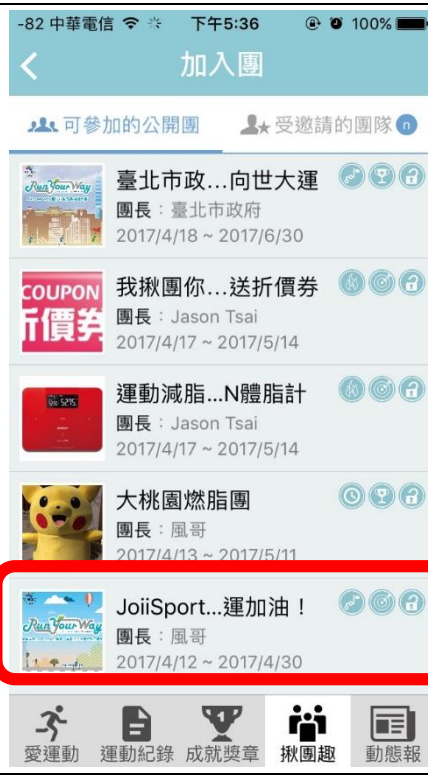 -82 中華電信 下午5:36 100%
加入團
可參加的公開團 受邀請的團隊 n
Run Your Way
臺北市政...向世大運
團長：臺北市政府
2017/4/18 ~ 2017/6/30
COUPON
折價券
我揪團你...送折價券
團長：Jason Tsai
2017/4/17 ~ 2017/5/14
運動減脂...N體脂計
團長：Jason Tsai
2017/4/17 ~ 2017/5/14
大桃園燃脂團
團長：風哥
2017/4/13 ~ 2017/5/11
Run Your Way
JoiiSport...運加油！
團長：風哥
2017/4/12 ~ 2017/4/30
愛運動 運動紀錄 成就獎章 揪團趣 動態報